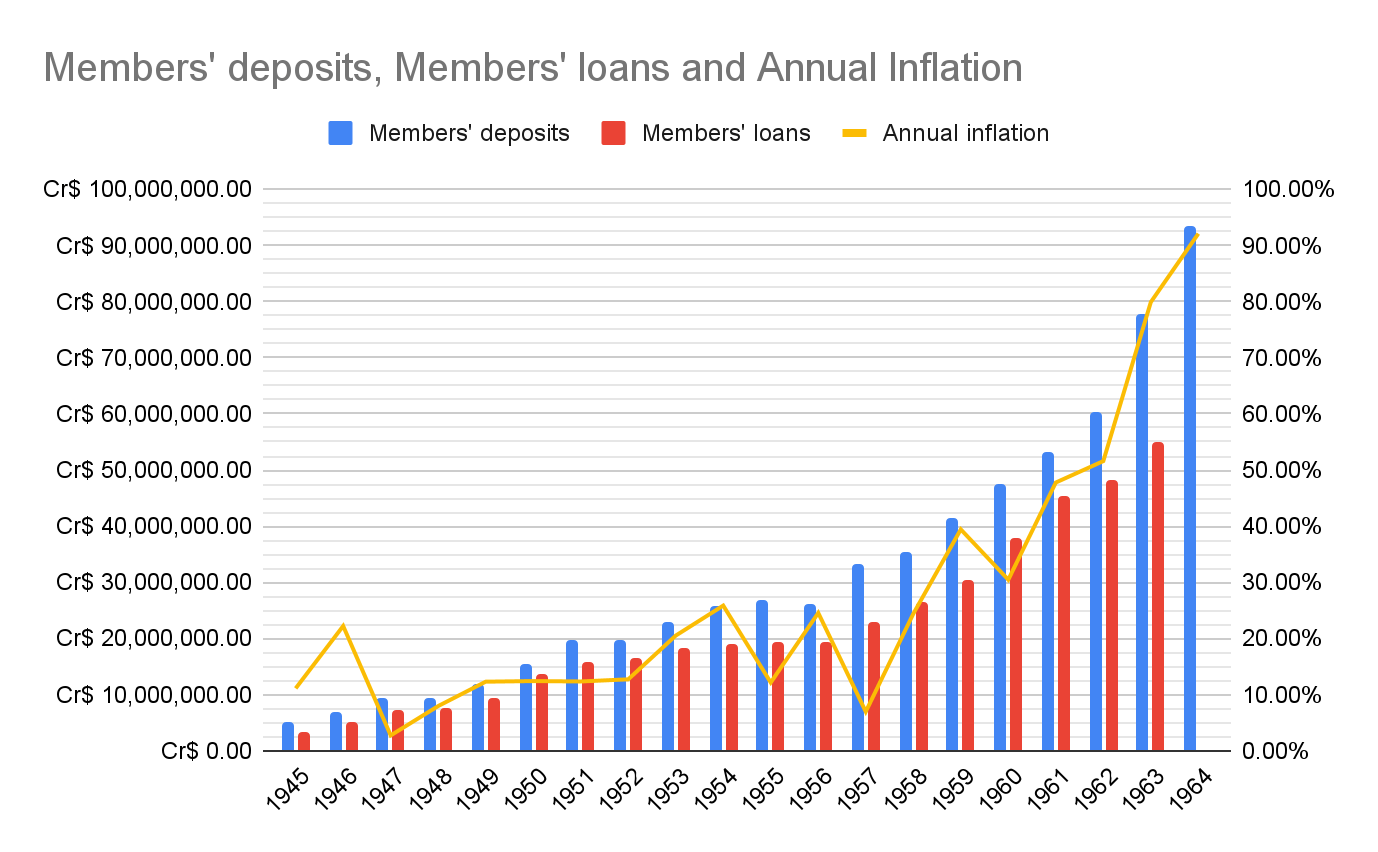 Members' deposits, Members' loans and Annual Inflation
Members' deposits Members' loans Annual inflation
Cr$ 100,000,000.00 100.00%
Cr$ 90,000,000.00 90.00%
Cr$ 80,000,000.00 80.00%
Cr$ 70,000,000.00 70.00%
Cr$ 60,000,000.00 60.00%
Cr$ 50,000,000.00 50.00%
Cr$ 40,000,000.00 40.00%
Cr$ 30,000,000.00 30.00%
Cr$ 20,000,000.00 20.00%
Cr$ 10,000,000.00 10.00%
Cr$ 0.00 0.00%
1945 1946 1947 1948 1949 1950 1951 1952 1953 1954 1955 1956 1957 1958 1959 1960 1961 1962 1963 1964